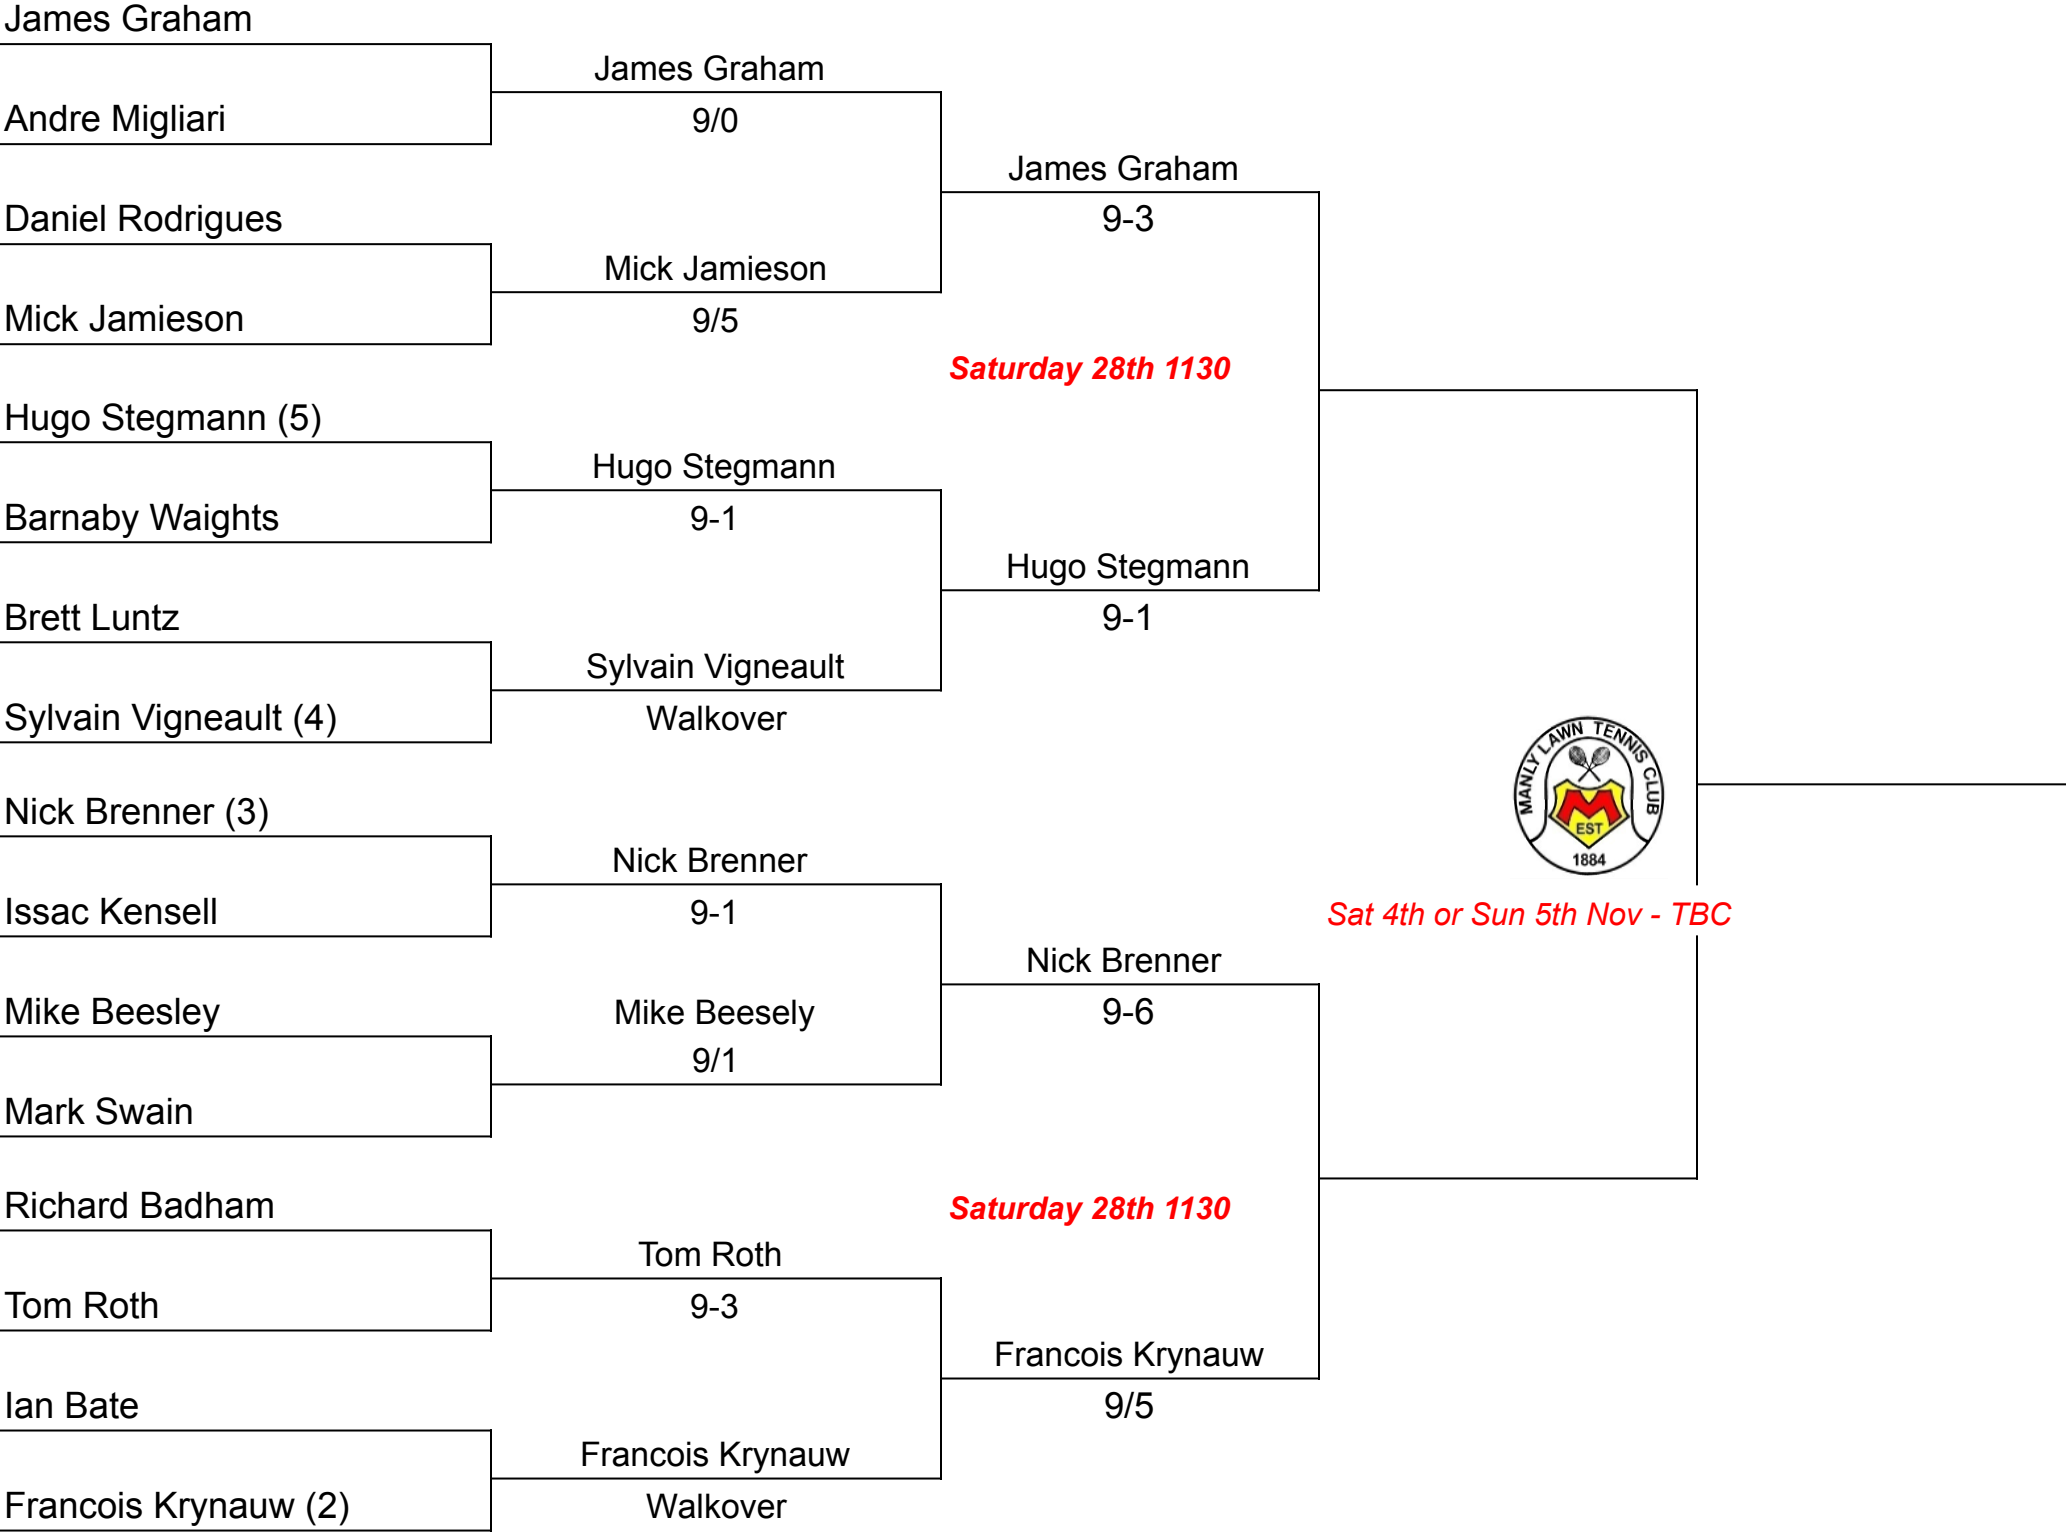 James Graham
Andre Migliari
Daniel Rodrigues
Mick Jamieson
Hugo Stegmann (5)
Barnaby Waights
Brett Luntz
Sylvain Vigneault (4)
Nick Brenner (3)
Issac Kensell
Mike Beesley
Mark Swain
Richard Badham
Tom Roth
Ian Bate
Francois Krynauw (2)
James Graham
9/0
Mick Jamieson
9/5
Hugo Stegmann
9-1
Sylvain Vigneault
Walkover
Nick Brenner
9-1
Mike Beesely
9/1
Tom Roth
9-3
Francois Krynauw
Walkover
James Graham
9-3
Saturday 28th 1130
Hugo Stegmann
9-1
Nick Brenner
9-6
Saturday 28th 1130
Francois Krynauw
9/5
MANLY LAWN TENNIS CLUB
M
EST
1884
Sat 4th or Sun 5th Nov - TBC